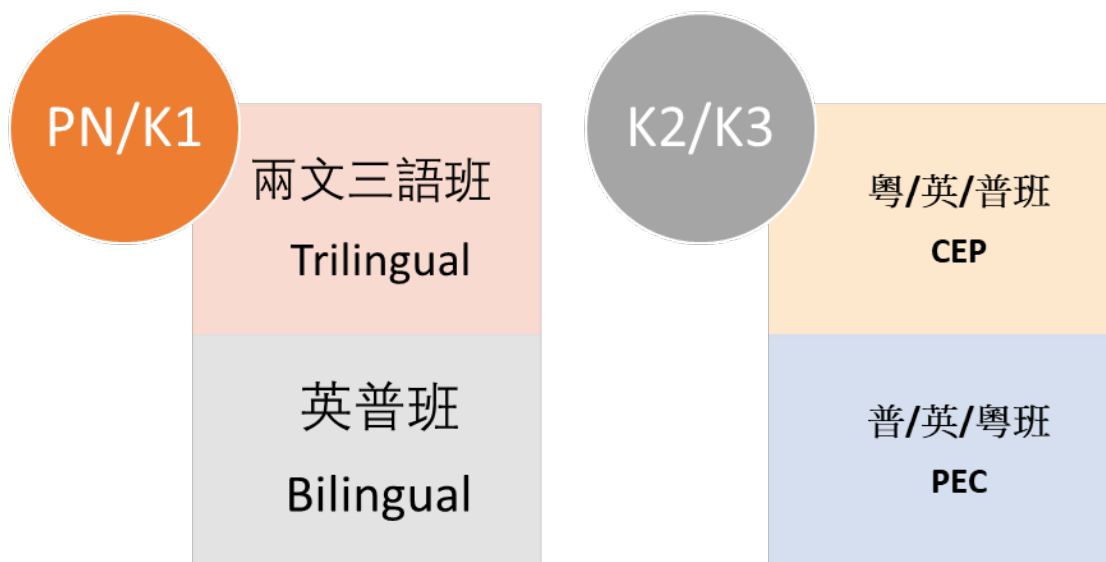 PN/K1
兩文三語班
Trilingual
英普班
Bilingual
K2/K3
粵/英/普班
CEP
普/英/粵班
PEC